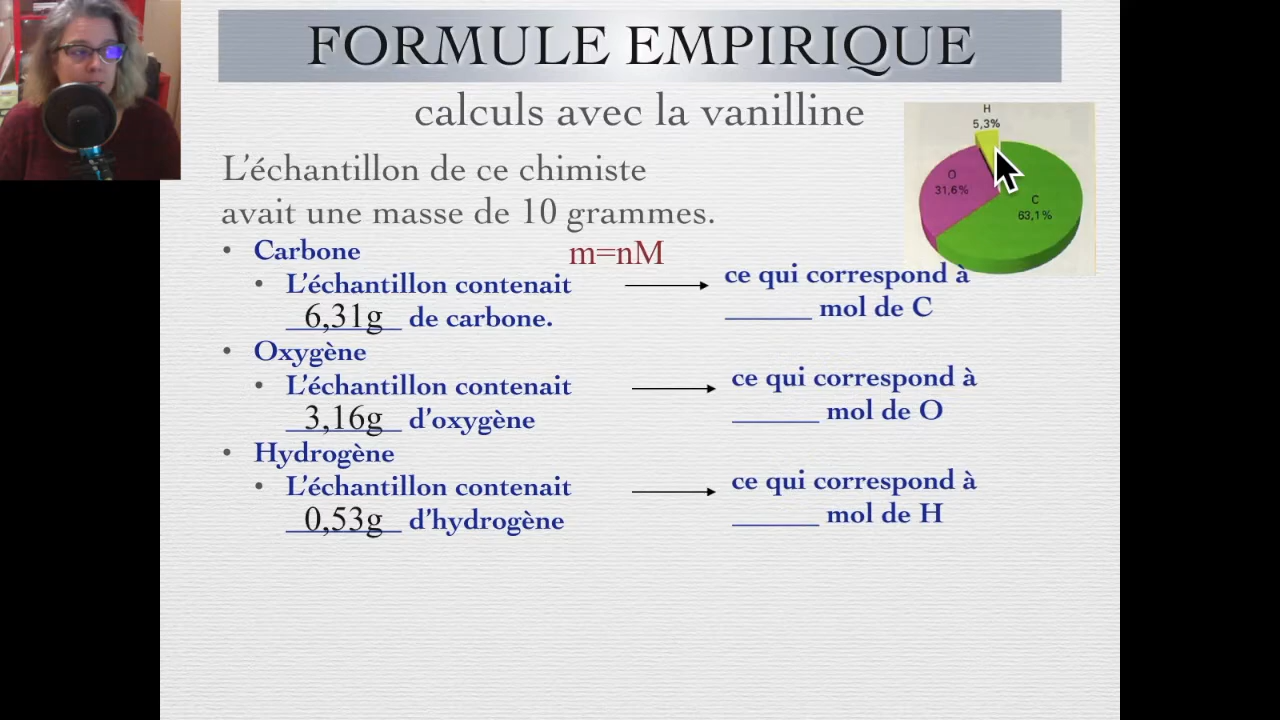 FORMULE EMPIRIQUE
calculs avec la vanilline
H
5,3%
O
31,6%
C
63,1%
L'échantillon de ce chimiste
avait une masse de 10 grammes.
• Carbone
m=nM
• L'échantillon contenait
6,31g de carbone.
ce qui correspond à
______ mol de C
• Oxygène
• L'échantillon contenait
3,16g d'oxygène
ce qui correspond à
______ mol de O
• Hydrogène
• L'échantillon contenait
0,53g d'hydrogène
ce qui correspond à
______ mol de H